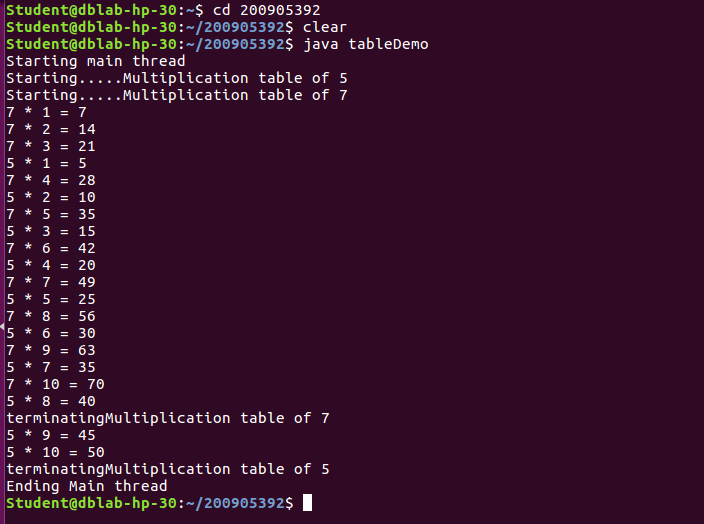 Student@dblab-hp-30:~$ cd 200905392
Student@dblab-hp-30:~/200905392$ clear
Student@dblab-hp-30:~/200905392$ java tableDemo
Starting main thread
Starting.....Multiplication table of 5
Starting.....Multiplication table of 7
7 * 1 = 7
7 * 2 = 14
7 * 3 = 21
5 * 1 = 5
7 * 4 = 28
5 * 2 = 10
7 * 5 = 35
5 * 3 = 15
7 * 6 = 42
5 * 4 = 20
7 * 7 = 49
5 * 5 = 25
7 * 8 = 56
5 * 6 = 30
7 * 9 = 63
5 * 7 = 35
7 * 10 = 70
5 * 8 = 40
terminatingMultiplication table of 7
5 * 9 = 45
5 * 10 = 50
terminatingMultiplication table of 5
Ending Main thread
Student@dblab-hp-30:~/200905392$